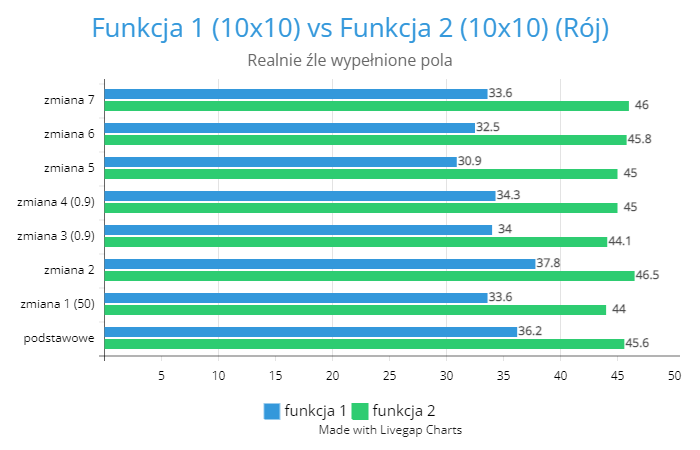 Funkcja 1 (10x10) vs Funkcja 2 (10x10) (Rój)
Realnie źle wypełnione pola
zmiana 7 33.6
46
zmiana 6 32.5
45.8
zmiana 5 30.9
45
zmiana 4 (0.9) 34.3
45
zmiana 3 (0.9) 34
44.1
zmiana 2 37.8
46.5
zmiana 1 (50) 33.6
44
podstawowe 36.2
45.6
5 10 15 20 25 30 35 40 45 50
funkcja 1 funkcja 2
Made with Livegap Charts